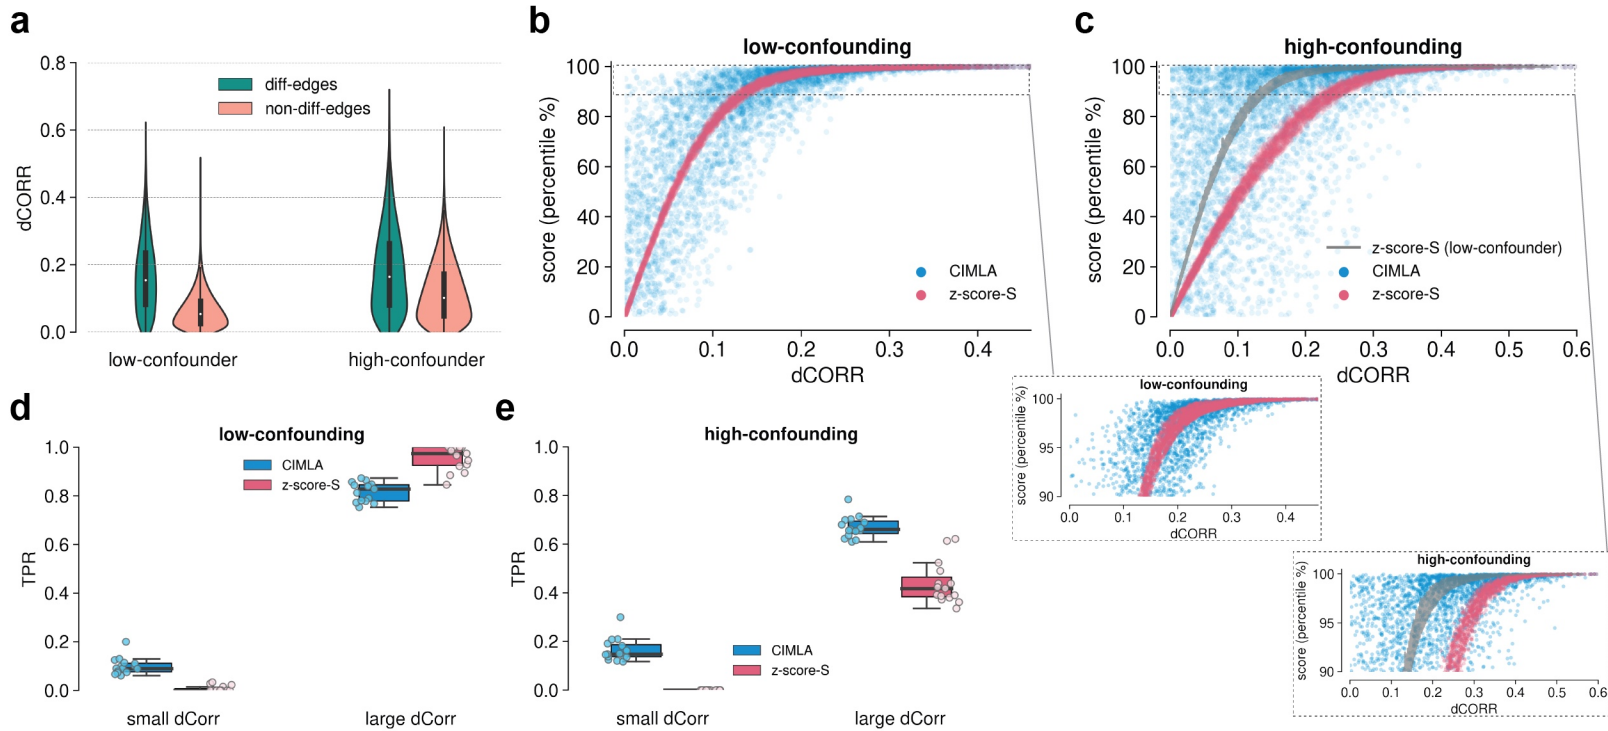 a
0.8
0.6
0.4
0.2
0.0
dCORR
diff-edges
non-diff-edges
low-confounder
high-confounder
b
low-confounding
100
80
60
40
20
0
score (percentile %)
CIMLA
z-score-S
0.0 0.1 0.2 0.3 0.4
dCORR
c
high-confounding
100
80
60
40
20
0
score (percentile %)
z-score-S (low-confounder)
CIMLA
z-score-S
0.0 0.1 0.2 0.3 0.4 0.5 0.6
dCORR
low-confounding
100
95
90
score (percentile %)
0.0 0.1 0.2 0.3 0.4
dCORR
high-confounding
100
95
90
score (percentile %)
0.0 0.1 0.2 0.3 0.4 0.5 0.6
dCORR
d
low-confounding
1.0
0.8
0.6
0.4
0.2
0.0
TPR
CIMLA
z-score-S
small dCorr
large dCorr
e
high-confounding
1.0
0.8
0.6
0.4
0.2
0.0
TPR
CIMLA
z-score-S
small dCorr
large dCorr